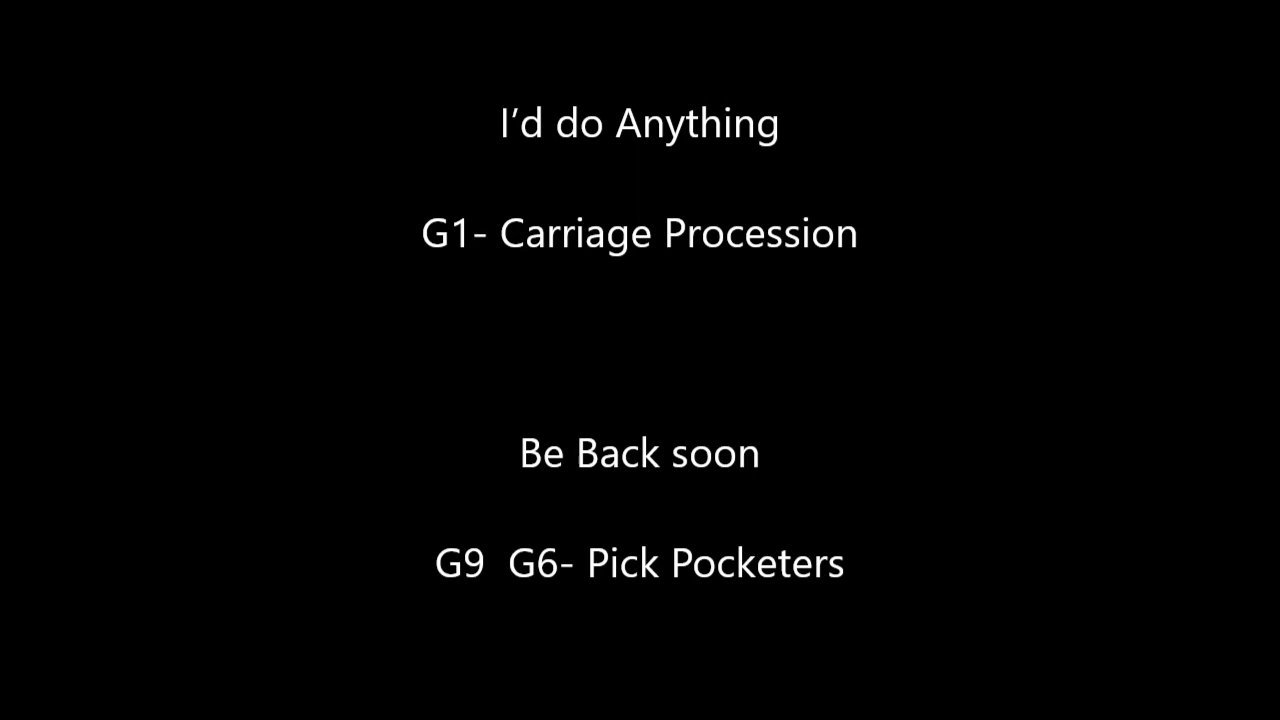 I’d do Anything
G1- Carriage Procession
Be Back soon
G9  G6- Pick Pocketers